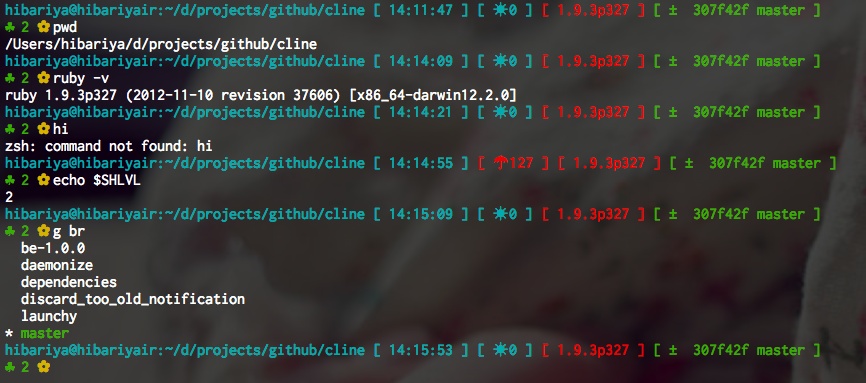 hibariya@hibariyair:~/d/projects/github/cline [ 14:11:47 ] [ ☀0 ] [ 1.9.3p327 ] [ ±  307f42f master ]
☘ 2 ✿pwd
/Users/hibariya/d/projects/github/cline
hibariya@hibariyair:~/d/projects/github/cline [ 14:14:09 ] [ ☀0 ] [ 1.9.3p327 ] [ ±  307f42f master ]
☘ 2 ✿ruby -v
ruby 1.9.3p327 (2012-11-10 revision 37606) [x86_64-darwin12.2.0]
hibariya@hibariyair:~/d/projects/github/cline [ 14:14:21 ] [ ☀0 ] [ 1.9.3p327 ] [ ±  307f42f master ]
☘ 2 ✿hi
zsh: command not found: hi
hibariya@hibariyair:~/d/projects/github/cline [ 14:14:55 ] [ ☂127 ] [ 1.9.3p327 ] [ ±  307f42f master ]
☘ 2 ✿echo $SHLVL
2
hibariya@hibariyair:~/d/projects/github/cline [ 14:15:09 ] [ ☀0 ] [ 1.9.3p327 ] [ ±  307f42f master ]
☘ 2 ✿g br
  be-1.0.0
  daemonize
  dependencies
  discard_too_old_notification
  launchy
* master
hibariya@hibariyair:~/d/projects/github/cline [ 14:15:53 ] [ ☀0 ] [ 1.9.3p327 ] [ ±  307f42f master ]
☘ 2 ✿